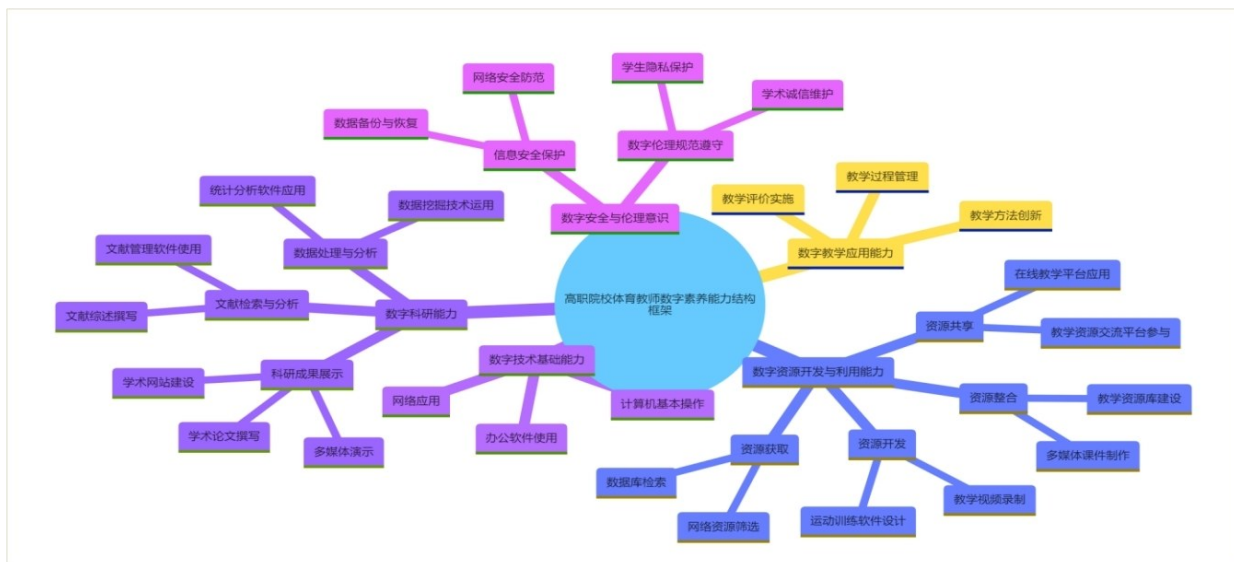 高职院校体育教师数字素养能力结构
框架
数字安全与伦理意识
信息安全保护
网络安全防范
数据备份与恢复
数字伦理规范遵守
学生隐私保护
学术诚信维护
数字教学应用能力
教学评价实施
教学过程管理
教学方法创新
数字资源开发与利用能力
资源共享
在线教学平台应用
教学资源交流平台参与
资源整合
教学资源库建设
多媒体课件制作
资源开发
教学视频录制
运动训练软件设计
资源获取
网络资源筛选
数据库检索
数字技术基础能力
计算机基本操作
办公软件使用
网络应用
数字科研能力
数据处理与分析
统计分析软件应用
数据挖掘技术运用
文献检索与分析
文献管理软件使用
文献综述撰写
科研成果展示
学术网站建设
学术论文撰写
多媒体演示